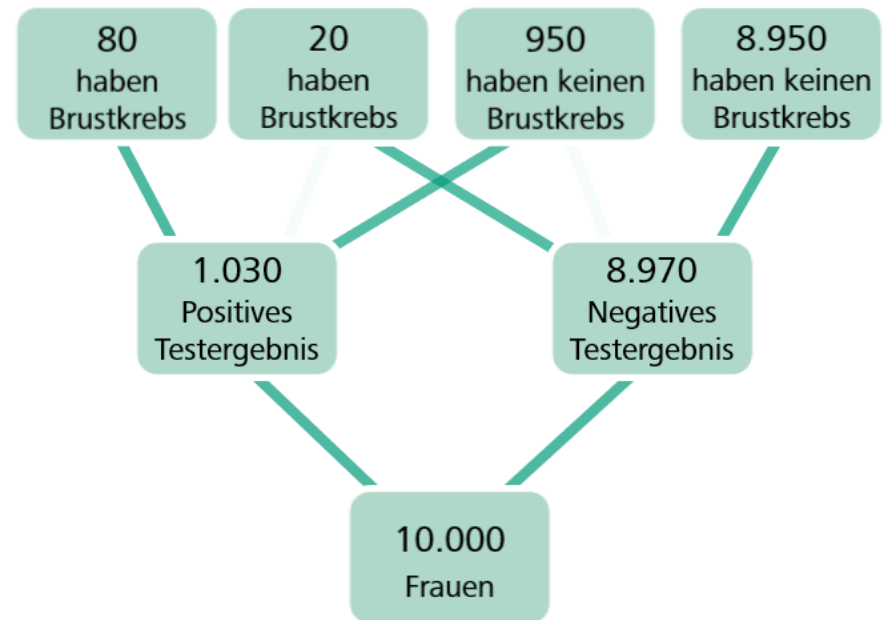 80
haben
Brustkrebs
20
haben
Brustkrebs
950
haben keinen
Brustkrebs
8.950
haben keinen
Brustkrebs
1.030
Positives
Testergebnis
8.970
Negatives
Testergebnis
10.000
Frauen